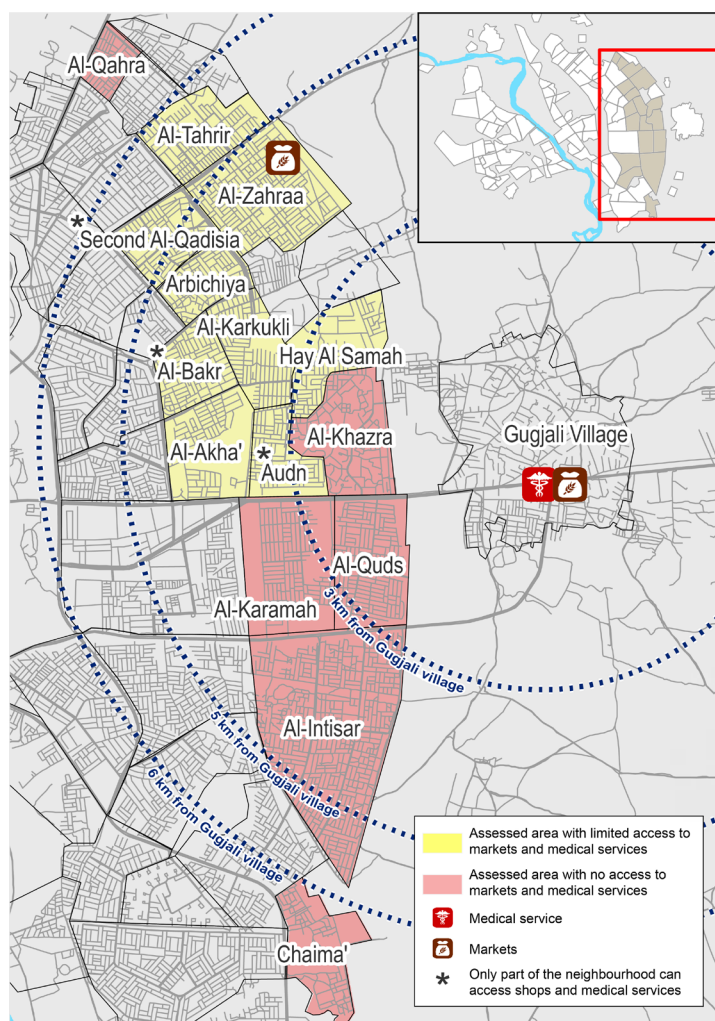 Al-Qahra
Al-Tahrir
Al-Zahraa
* Second Al-Qadisia
Arbichiya
Al-Karkukli
* Al-Bakr
Hay Al Samah
Al-Khazra
Gugjali Village
Al-Akha'
* Audn
Al-Quds
Al-Karamah
3 km from Gugjali village
Al-Intisar
5 km from Gugjali village
6 km from Gugjali village
Chaima'
Assessed area with limited access to
markets and medical services
Assessed area with no access to
markets and medical services
Medical service
Markets
* Only part of the neighbourhood can
access shops and medical services